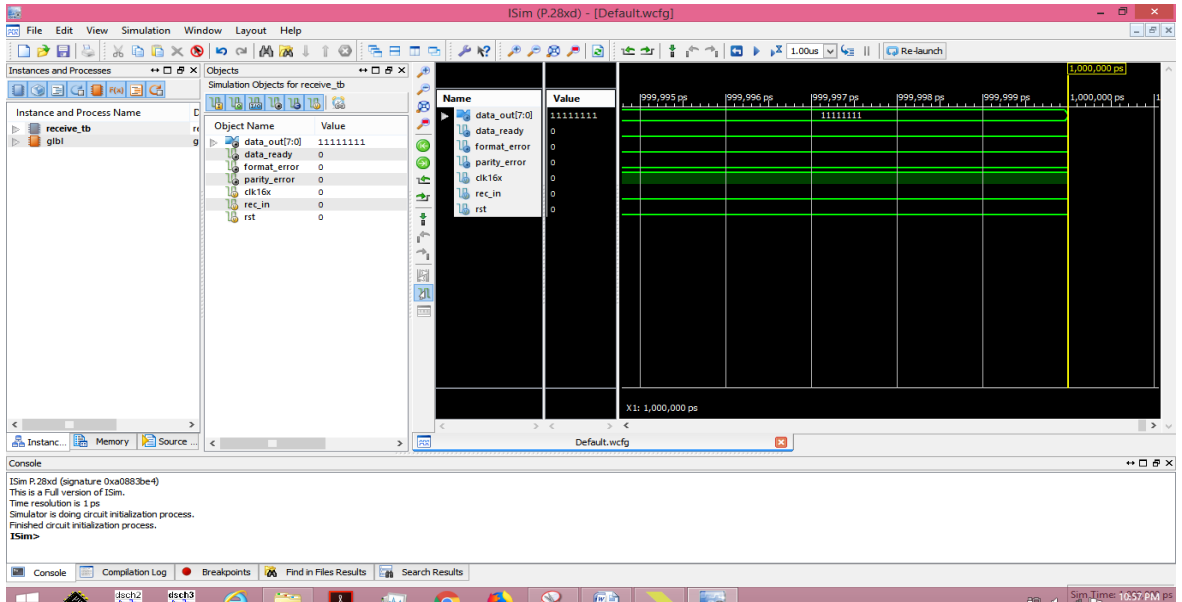 ISim (P.28xd) - [Default.wcfg]
File Edit View Simulation Window Layout Help
1.00us Re-launch
Instances and Processes
Instance and Process Name D
receive_tb
glbl g
Instanc... Memory Source ...
Objects
Simulation Objects for receive_tb
Object Name Value
data_out[7:0] 11111111
data_ready 0
format_error 0
parity_error 0
clk16x 0
rec_in 0
rst 0
Name Value
data_out[7:0] 11111111
data_ready 0
format_error 0
parity_error 0
clk16x 0
rec_in 0
rst 0
1,000,000 ps
999,995 ps 999,996 ps 999,997 ps 999,998 ps 999,999 ps 1,000,000 ps
11111111
X1: 1,000,000 ps
Default.wcfg
Console
ISim P.28xd (signature 0xa0883be4)
This is a Full version of ISim.
Time resolution is 1 ps
Simulator is doing circuit initialization process.
Finished circuit initialization process.
ISim>
Console Compilation Log Breakpoints Find in Files Results Search Results
dsch2 dsch3
Sim Time: 10:57 PM ps